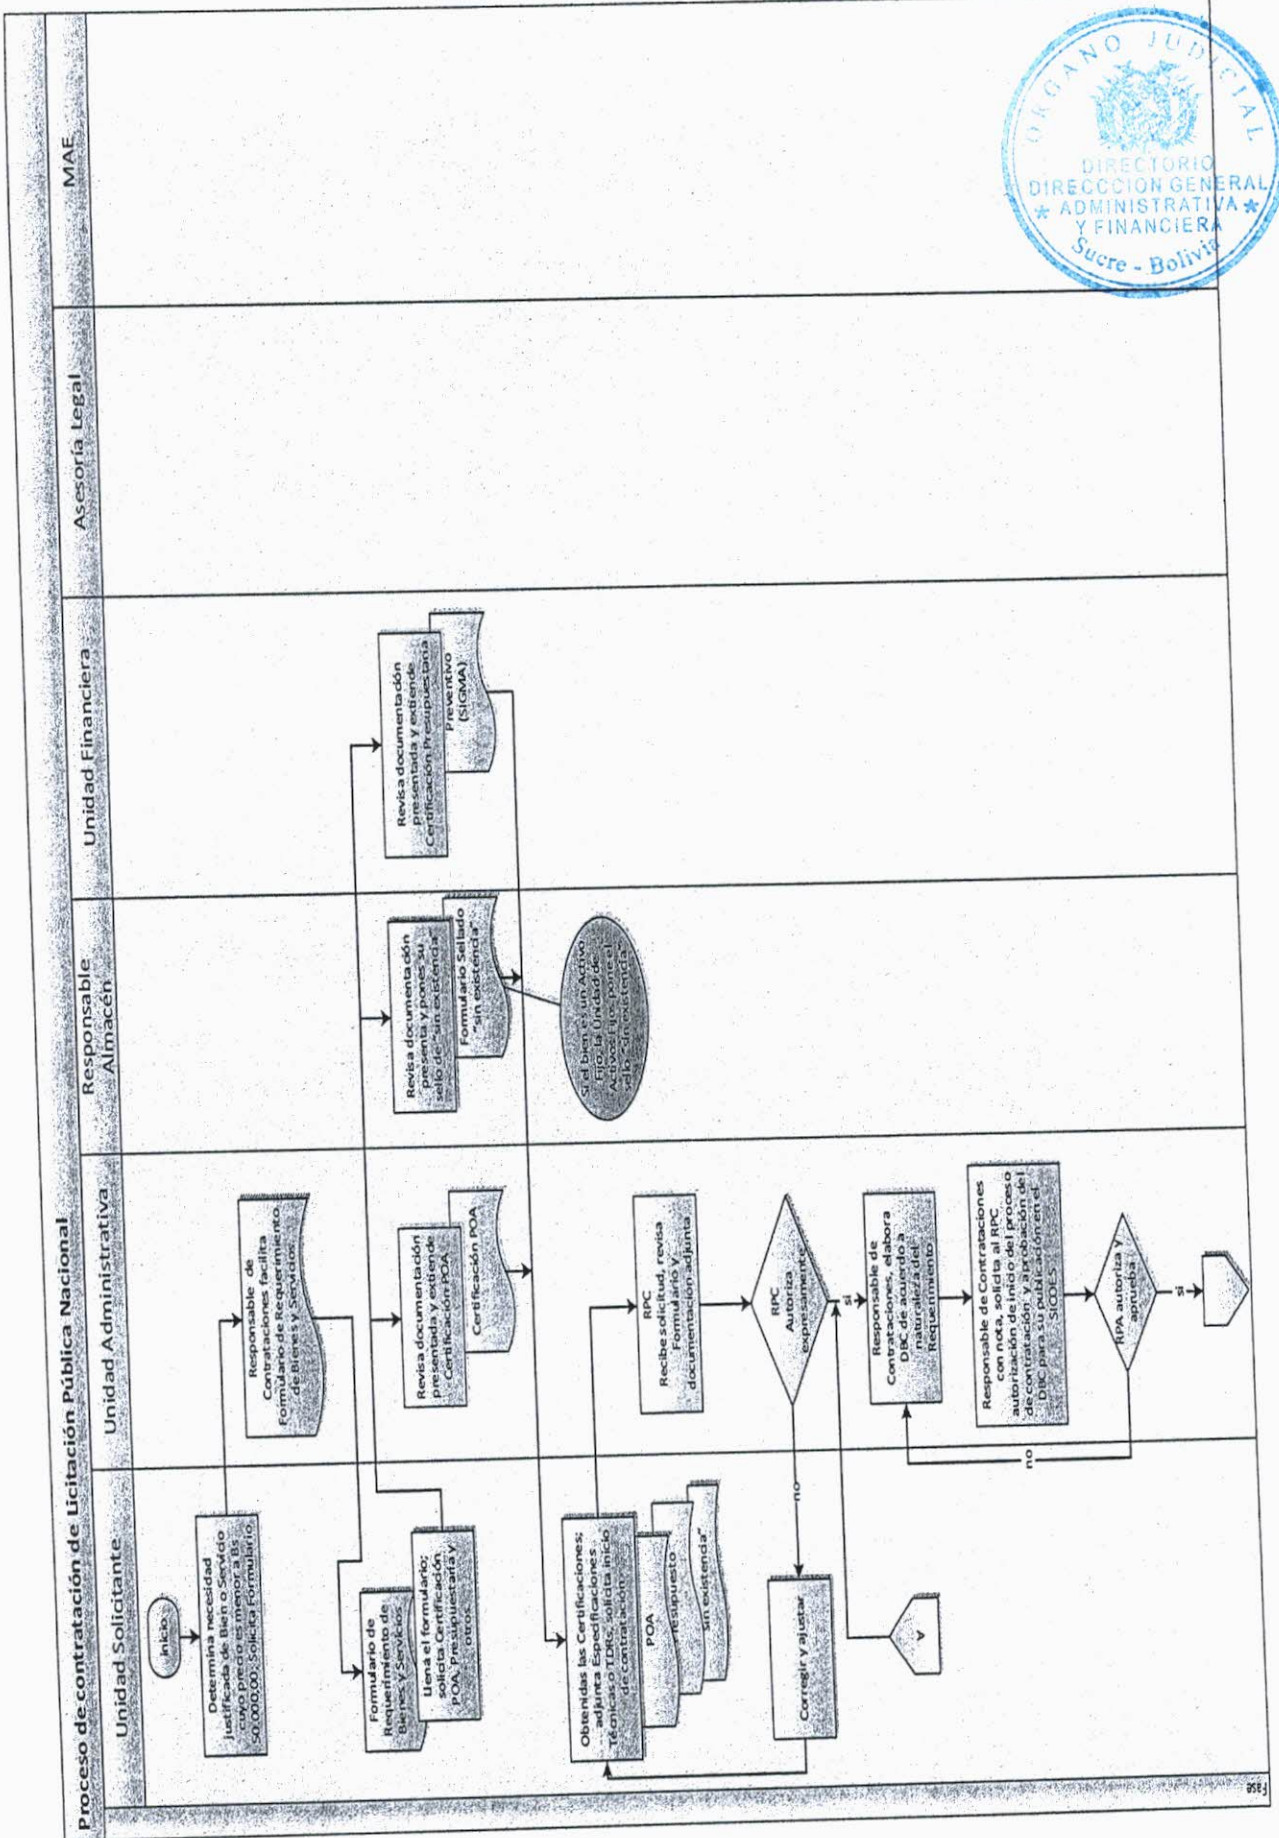 Proceso de contratación de Licitación Pública Nacional
Unidad Solicitante
Unidad Administrativa
Responsable
Almacén
Unidad Financiera
Asesoría Legal
MAE
inicio
Determina necesidad
justificada de Bien o Servicio
cuyo precio es menor a Bs
50.000,00; Solicita Formulario.
Responsable de
Contrataciones facilita
Formulario de Requerimiento
de Bienes y Servicios.
Formulario de
Requerimiento de
Bienes y Servicios
Llena el formulario;
solicita Certificación
POA, Presupuestaria y
otros.
Revisa documentación
presentada y extiende
Certificación POA
Certificación POA
Revisa documentación
presenta y pones su
sello de "sin existencia"
Formulario Sellado
"sin existencia"
Si el bien es un Activo
Fijo, la Unidad de
Activos Fijos pone el
sello "sin existencia"
Revisa documentación
presentada y extiende
Certificación Presupuestaria
Preventivo
(SIGMA)
Obtenidas las Certificaciones;
adjunta Especificaciones
Técnicas o TDRs, solicita inicio
de contratación.
POA
resupuesto
Sin existencia"
RPC
Recibe solicitud, revisa
Formulario y
documentación adjunta
RPC
Autoriza
expresamente
no
si
Corregir y ajustar
A
Responsable de
Contrataciones, elabora
DBC de acuerdo a
naturaleza del
Requerimiento
Responsable de Contrataciones
con nota, solicita al RPC
autorización de inicio del proceso
de contratación y aprobación del
DBC para su publicación en el
SICOES.
RPA autoriza y
aprueba
no
si
Fase
ORGANO JUDICIAL
DIRECTORIO
DIRECCCION GENERAL
ADMINISTRATIVA
Y FINANCIERA
Sucre - Bolivia